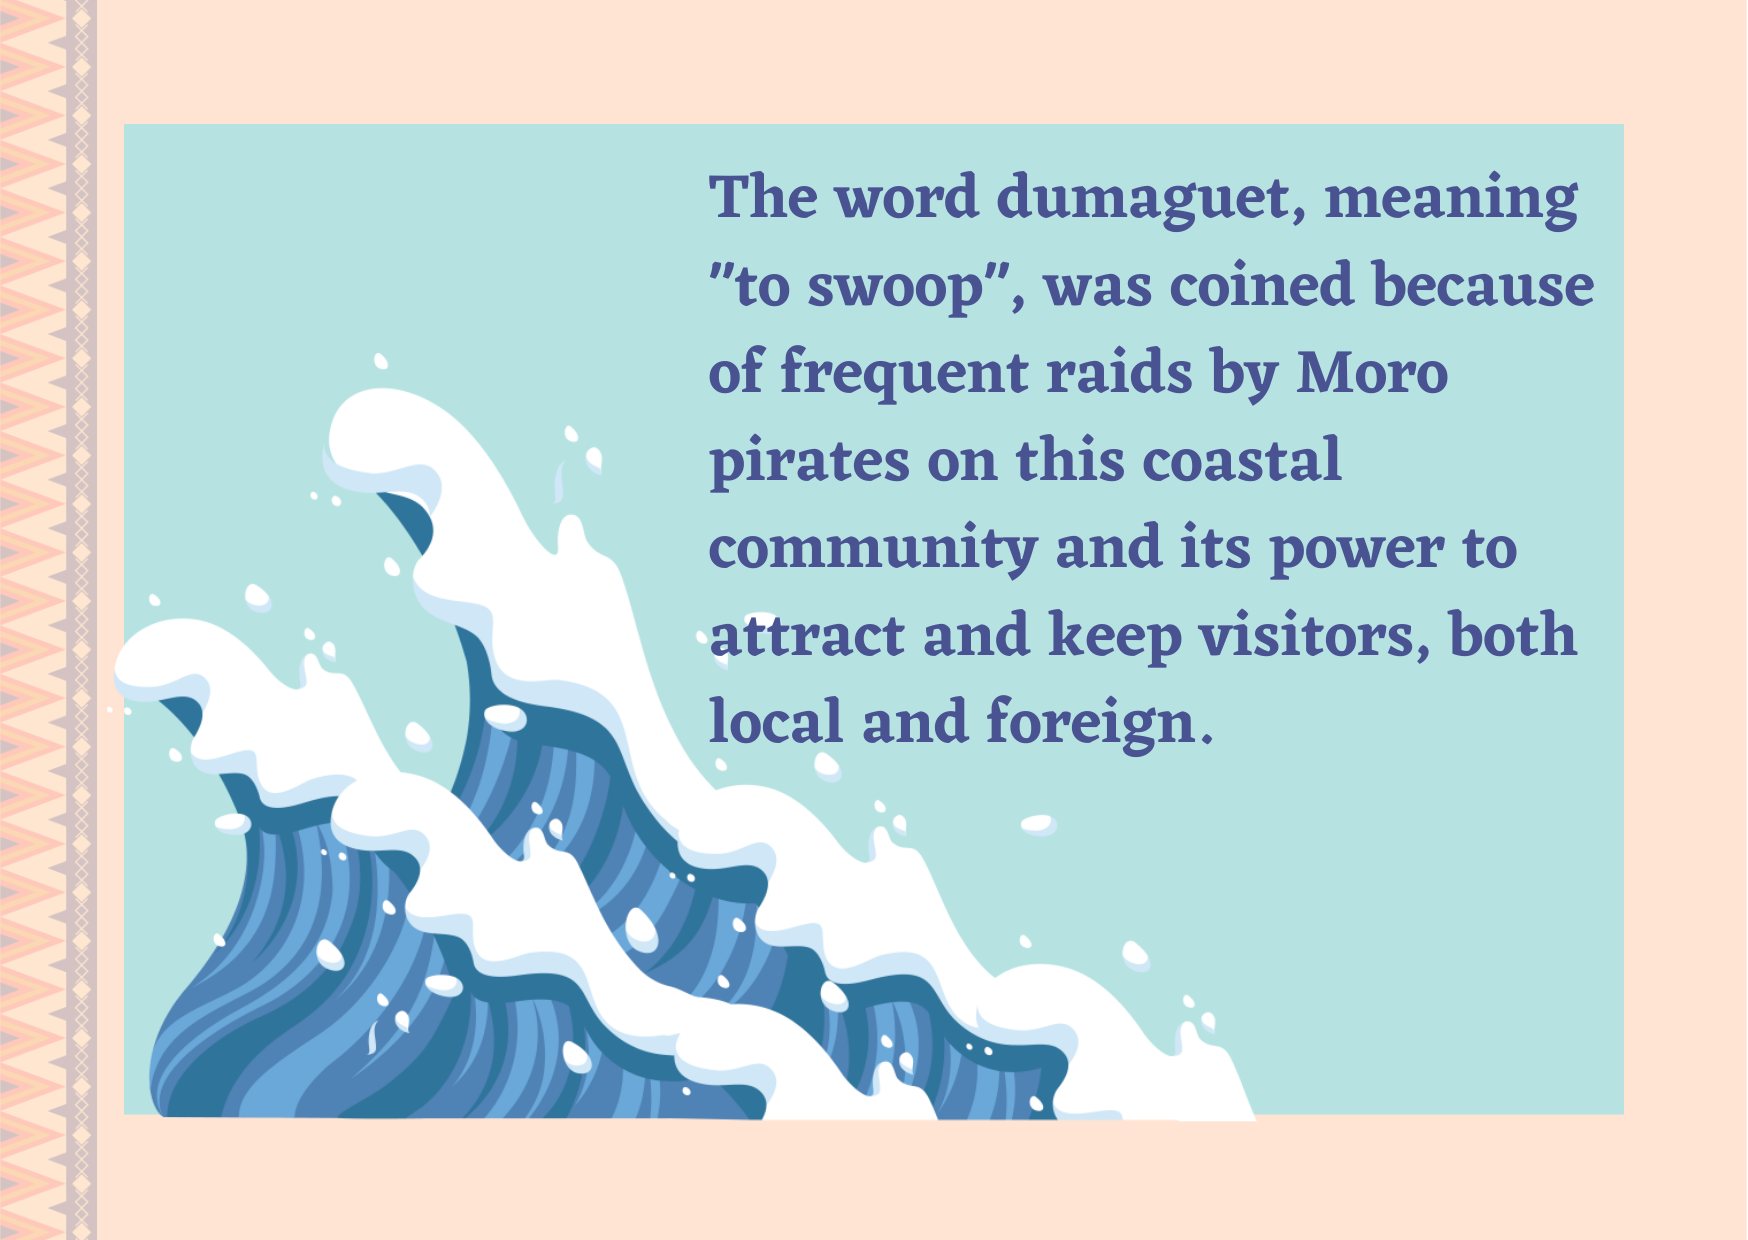 The word dumaguet, meaning
"to swoop", was coined because
of frequent raids by Moro
pirates on this coastal
community and its power to
attract and keep visitors, both
local and foreign.